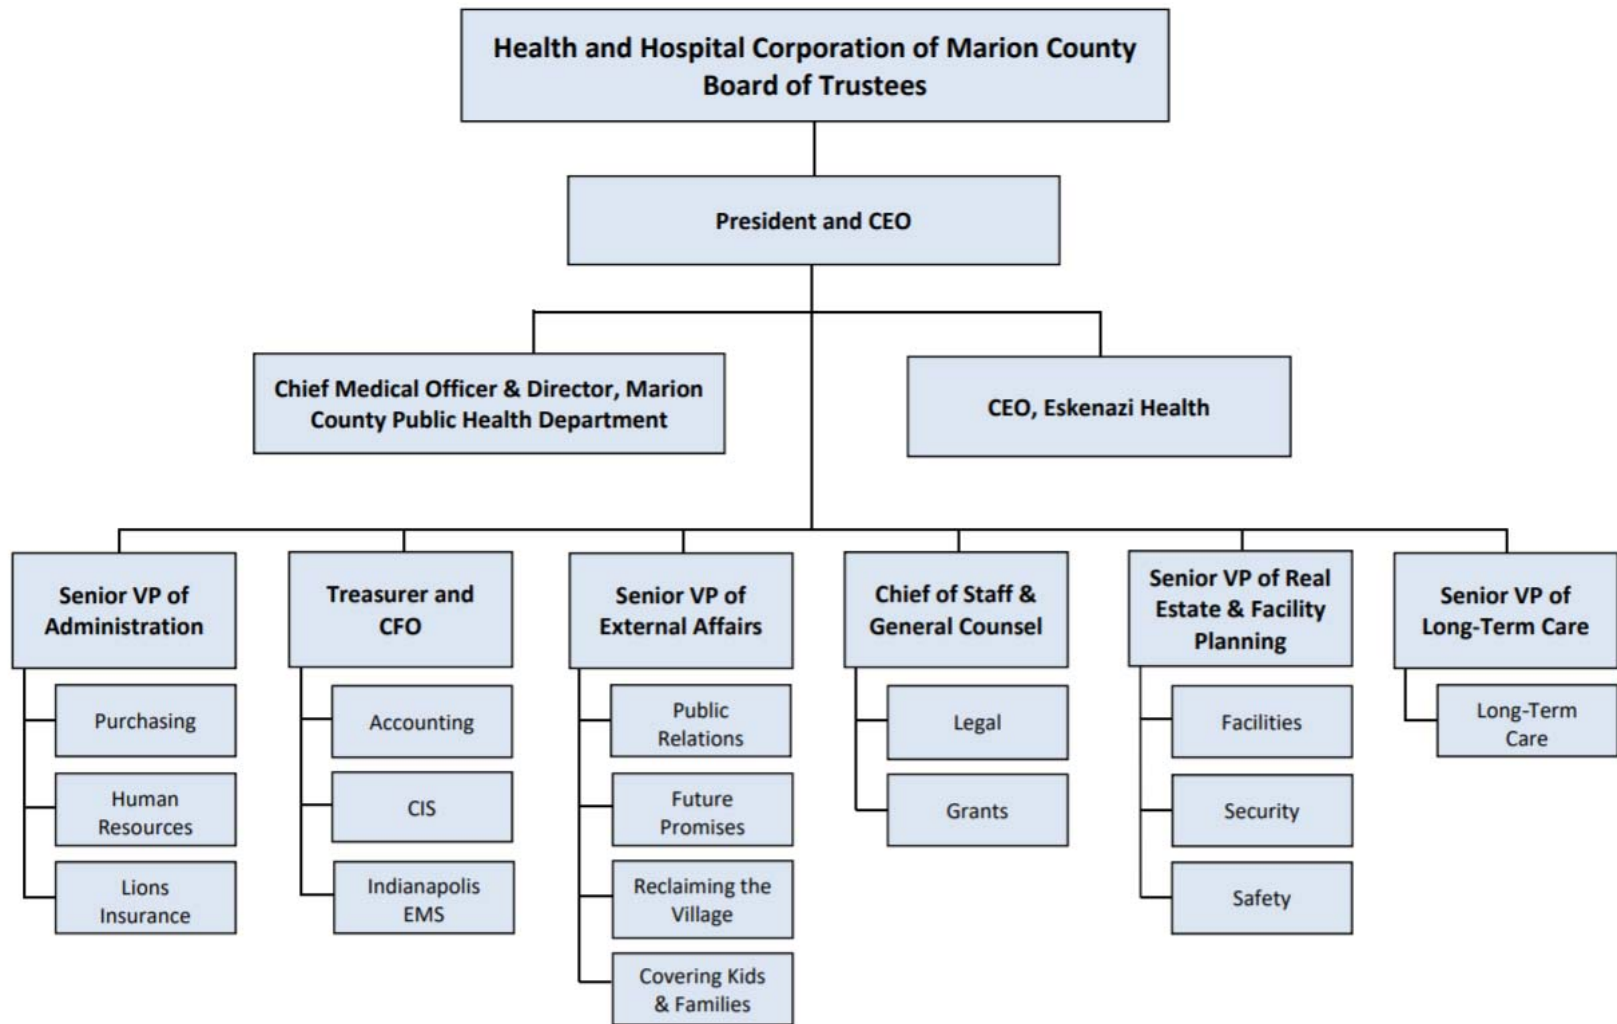 Health and Hospital Corporation of Marion County
Board of Trustees
President and CEO
Chief Medical Officer & Director, Marion
County Public Health Department
CEO, Eskenazi Health
Senior VP of
Administration
Purchasing
Human
Resources
Lions
Insurance
Treasurer and
CFO
Accounting
CIS
Indianapolis
EMS
Senior VP of
External Affairs
Public
Relations
Future
Promises
Reclaiming the
Village
Covering Kids
& Families
Chief of Staff &
General Counsel
Legal
Grants
Senior VP of Real
Estate & Facility
Planning
Facilities
Security
Safety
Senior VP of
Long-Term Care
Long-Term
Care